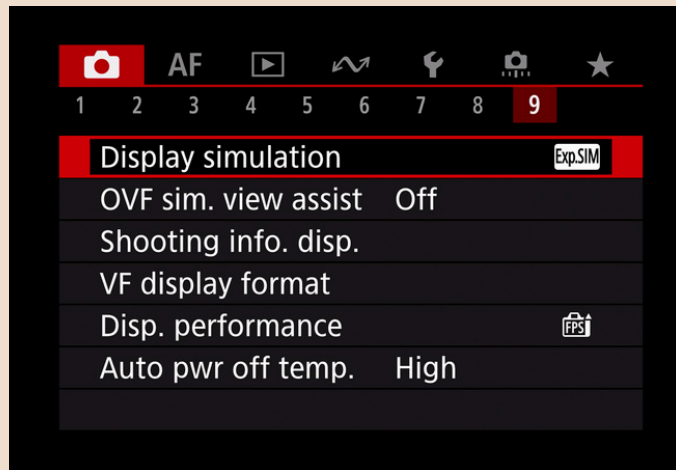 AF
1 2 3 4 5 6 7 8 9
Display simulation Exp.SIM
OVF sim. view assist Off
Shooting info. disp.
VF display format
Disp. performance FPS
Auto pwr off temp. High